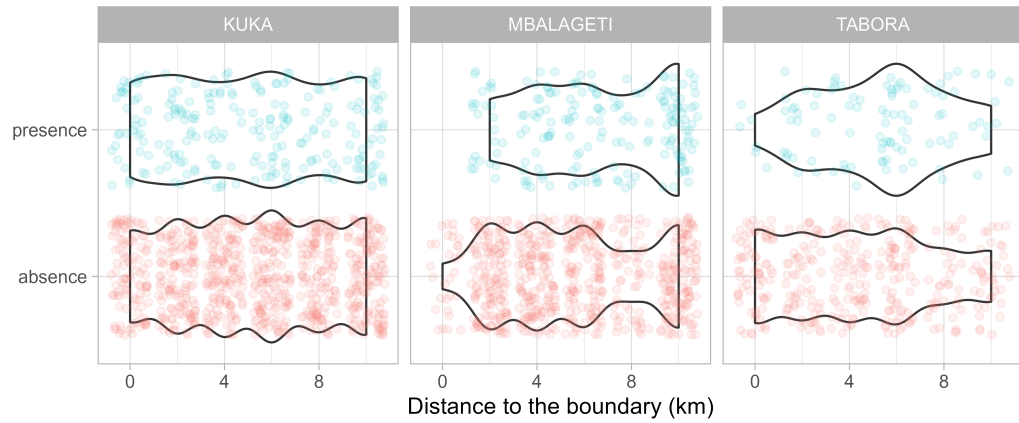 KUKA MBALAGETI TABORA
presence
absence
0 4 8 0 4 8 0 4 8
Distance to the boundary (km)